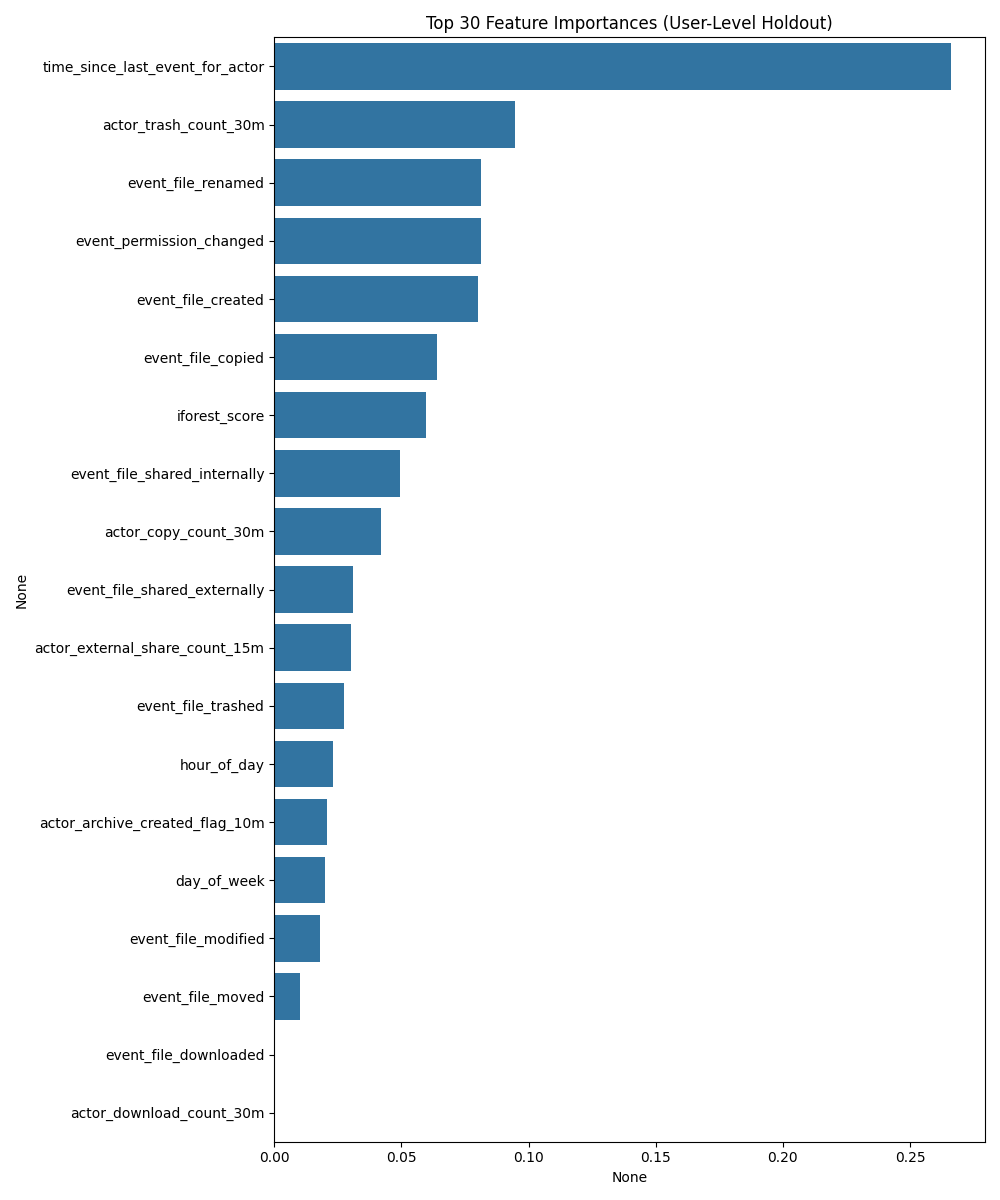 Top 30 Feature Importances (User-Level Holdout)
time_since_last_event_for_actor
actor_trash_count_30m
event_file_renamed
event_permission_changed
event_file_created
event_file_copied
iforest_score
event_file_shared_internally
actor_copy_count_30m
event_file_shared_externally
actor_external_share_count_15m
event_file_trashed
hour_of_day
actor_archive_created_flag_10m
day_of_week
event_file_modified
event_file_moved
event_file_downloaded
actor_download_count_30m
None
0.00 0.05 0.10 0.15 0.20 0.25
None